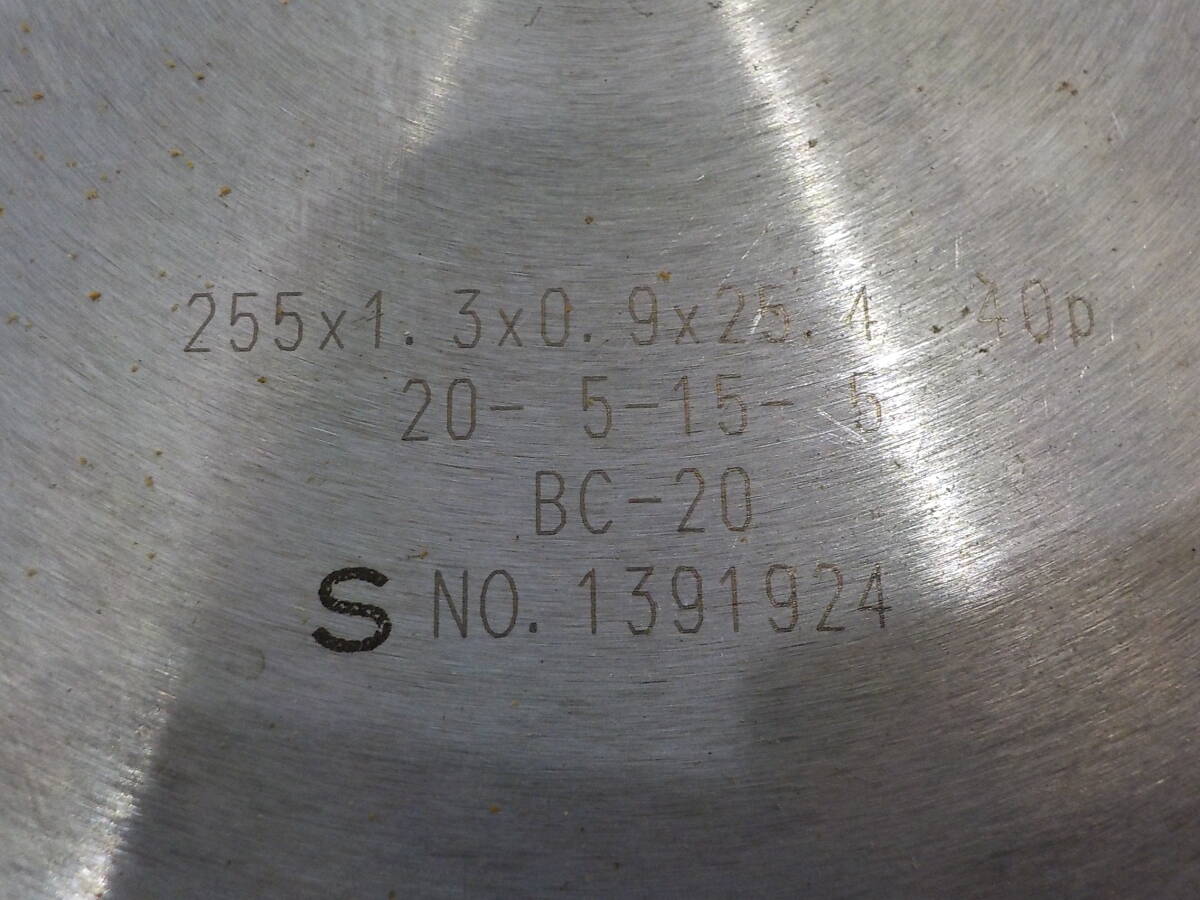 255x1.3x0.9x25.4 40p
20- 5-15- 5
BC-20
S NO.1391924